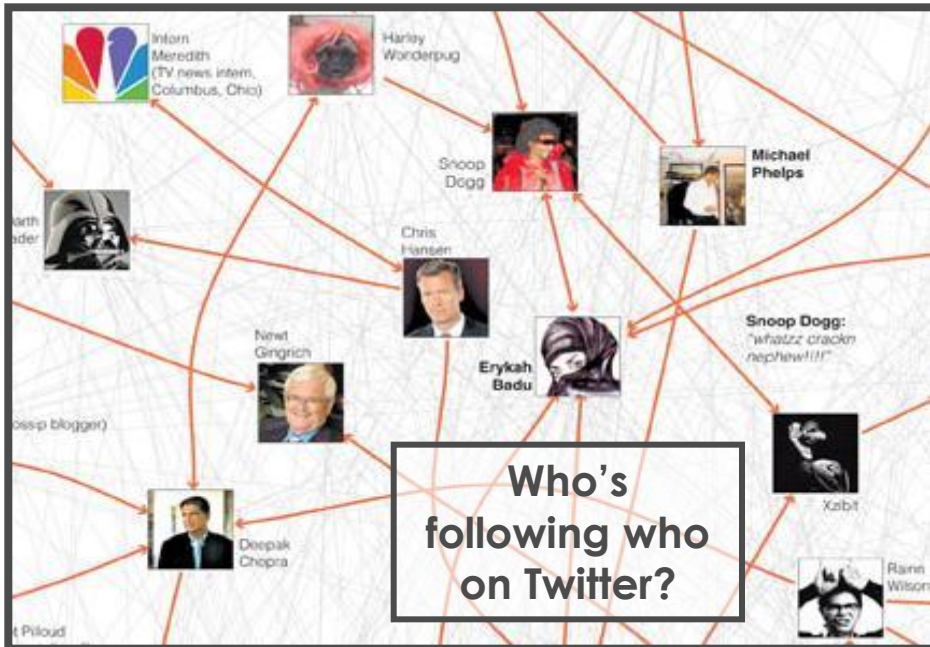 Intern
Meredith
(TV news intern,
Columbus, Ohio)
Harley
Wonderpug
Snoop
Dogg
Michael
Phelps
arth
ader
Chris
Hansen
Newt
Gingrich
Erykah
Badu
Snoop Dogg:
"whatzz crackn
nephew!!!!"
ossip blogger)
Xzibit
Who's
following who
on Twitter?
Deepak
Chopra
Rainn
Wilson
t Pilloud